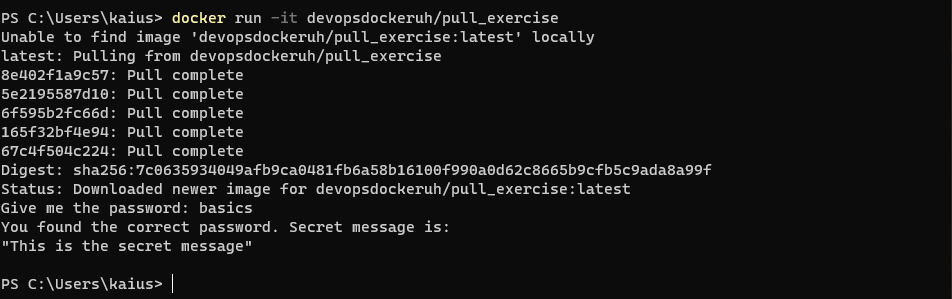 PS C:\Users\kaius> docker run -it devopsdockeruh/pull_exercise
Unable to find image 'devopsdockeruh/pull_exercise:latest' locally
latest: Pulling from devopsdockeruh/pull_exercise
8e402f1a9c57: Pull complete
5e2195587d10: Pull complete
6f595b2fc66d: Pull complete
165f32bf4e94: Pull complete
67c4f504c224: Pull complete
Digest: sha256:7c0635934049afb9ca0481fb6a58b16100f990a0d62c8665b9cfb5c9ada8a99f
Status: Downloaded newer image for devopsdockeruh/pull_exercise:latest
Give me the password: basics
You found the correct password. Secret message is:
"This is the secret message"
PS C:\Users\kaius>